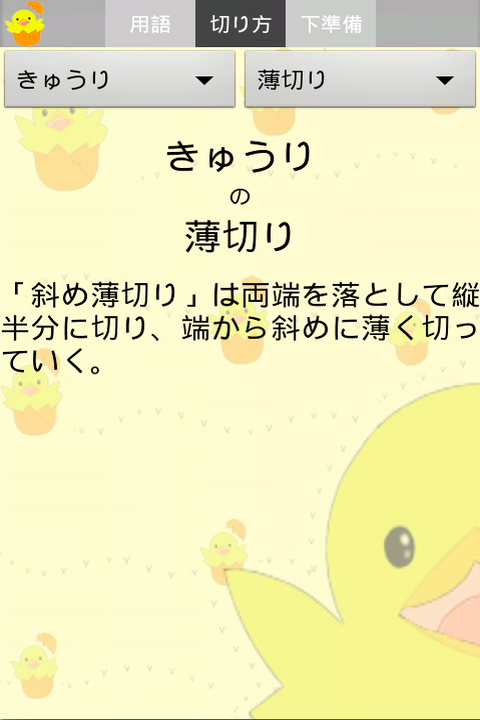 用語 切り方 下準備
きゅうり 薄切り
きゅうり
の
薄切り
「斜め薄切り」は両端を落として縦
半分に切り、端から斜めに薄く切っ
ていく。